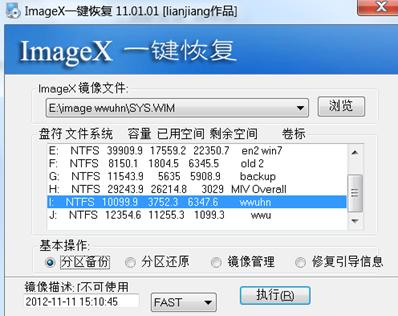 ImageX一键恢复 11.01.01 [lianjiang作品]
ImageX 一键恢复
ImageX 镜像文件:
E:\image wwuhn\SYS.WIM 浏览
盘符 文件系统 容量 已用空间 剩余空间 卷标
E: NTFS 39909.9 17559.2 22350.7 en2 win7
F: NTFS 8150.1 1804.5 6345.5 old 2
G: NTFS 11543.9 5635 5908.9 backup
H: NTFS 29243.9 26214.8 3029 MIV Overall
I: NTFS 10099.9 3752.3 6347.6 wwuhn
J: NTFS 12354.6 11255.3 1099.3 wwu
基本操作:
分区备份 分区还原 镜像管理 修复引导信息
镜像描述: [不可使用
2012-11-11 15:10:45 FAST 执行(R)